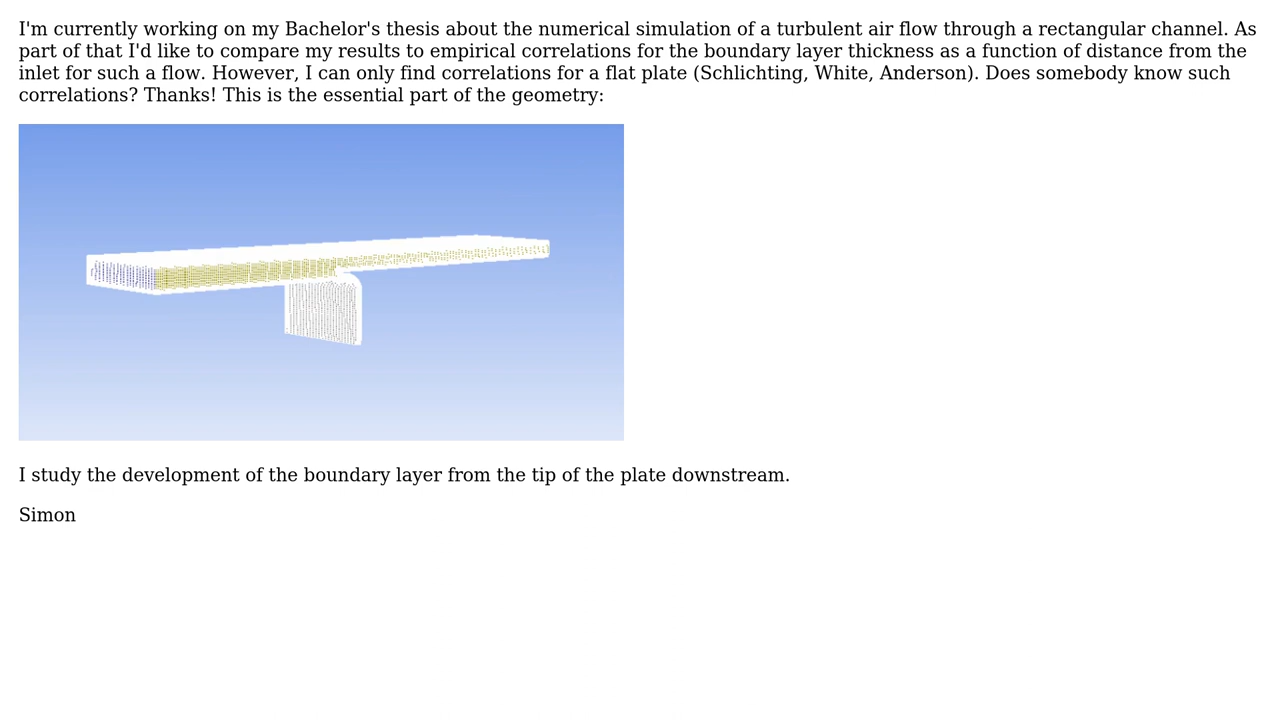 I'm currently working on my Bachelor's thesis about the numerical simulation of a turbulent air flow through a rectangular channel. As
part of that I'd like to compare my results to empirical correlations for the boundary layer thickness as a function of distance from the
inlet for such a flow. However, I can only find correlations for a flat plate (Schlichting, White, Anderson). Does somebody know such
correlations? Thanks! This is the essential part of the geometry:
I study the development of the boundary layer from the tip of the plate downstream.
Simon